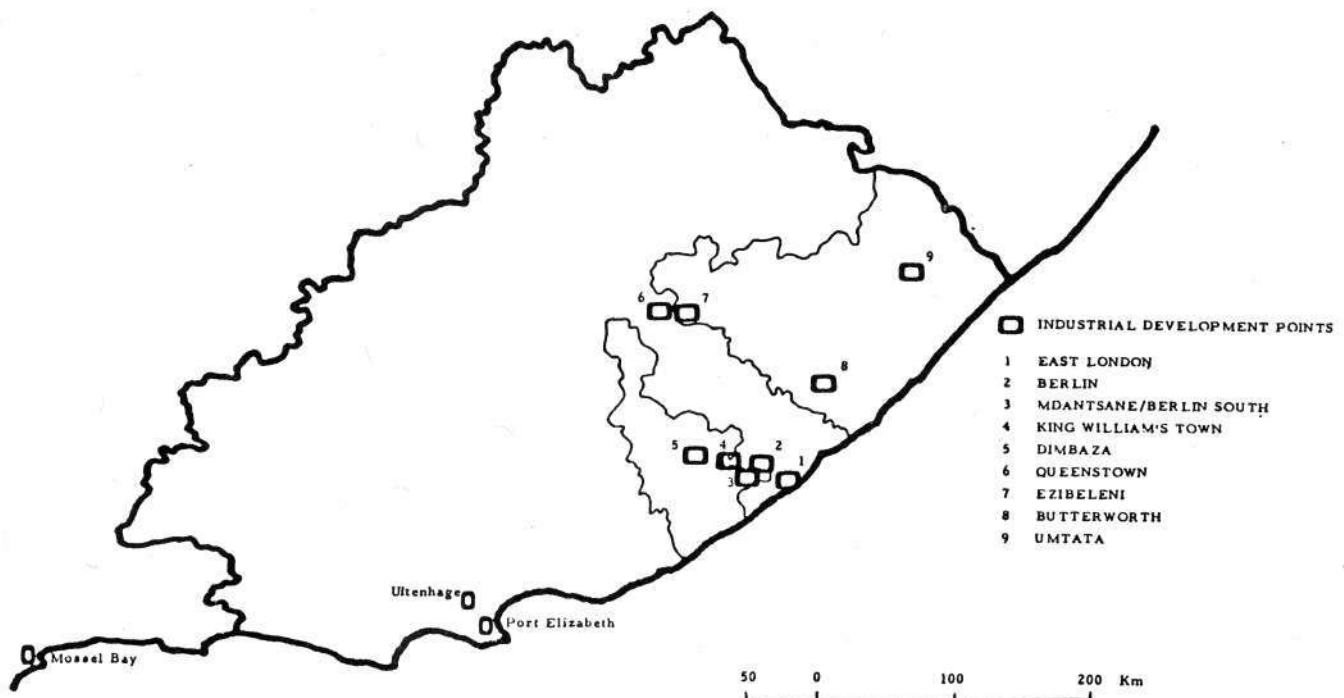 9
6
7
INDUSTRIAL DEVELOPMENT POINTS
1 EAST LONDON
8
2 BERLIN
3 MDANTSANE/BERLIN SOUTH
4 KING WILLIAM'S TOWN
5
4
2
5 DIMBAZA
1
6 QUEENSTOWN
3
7 EZIBELENI
8 BUTTERWORTH
9 UMTATA
Uitenhage
Port Elizabeth
Mossel Bay
50 0 100 200 Km